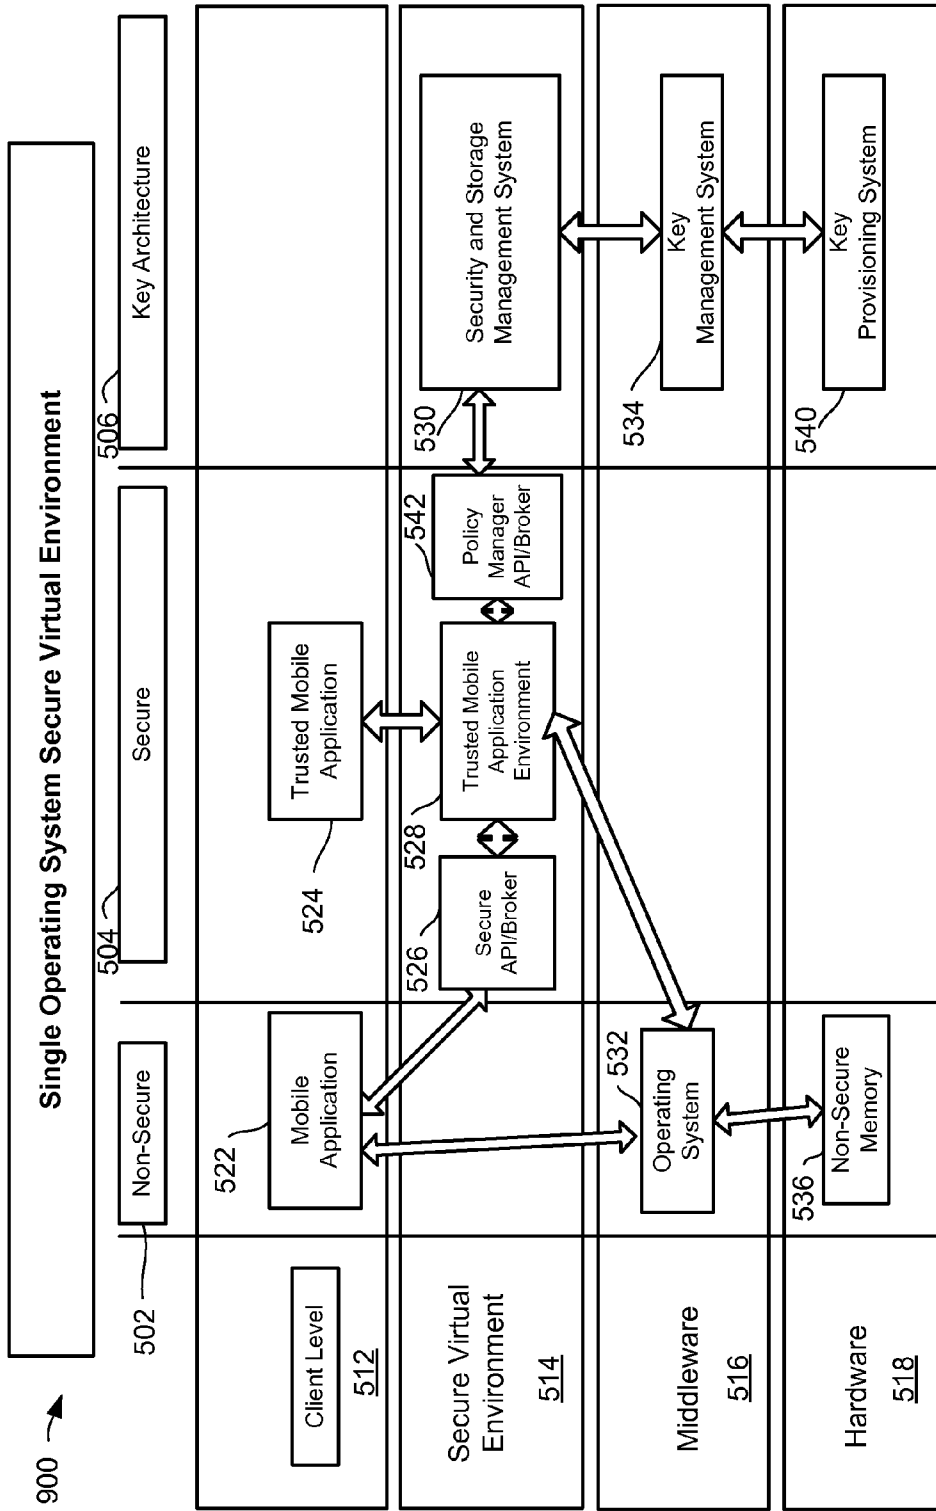 900
Single Operating System Secure Virtual Environment
502
Non-Secure
504
Secure
506
Key Architecture
Client Level
512
522
Mobile
Application
524
Trusted Mobile
Application
Secure Virtual
Environment
514
526
Secure
API/Broker
528
Trusted Mobile
Application
Environment
542
Policy
Manager
API/Broker
530
Security and Storage
Management System
Middleware
516
532
Operating
System
534
Key
Management System
Hardware
518
536
Non-Secure
Memory
540
Key
Provisioning System